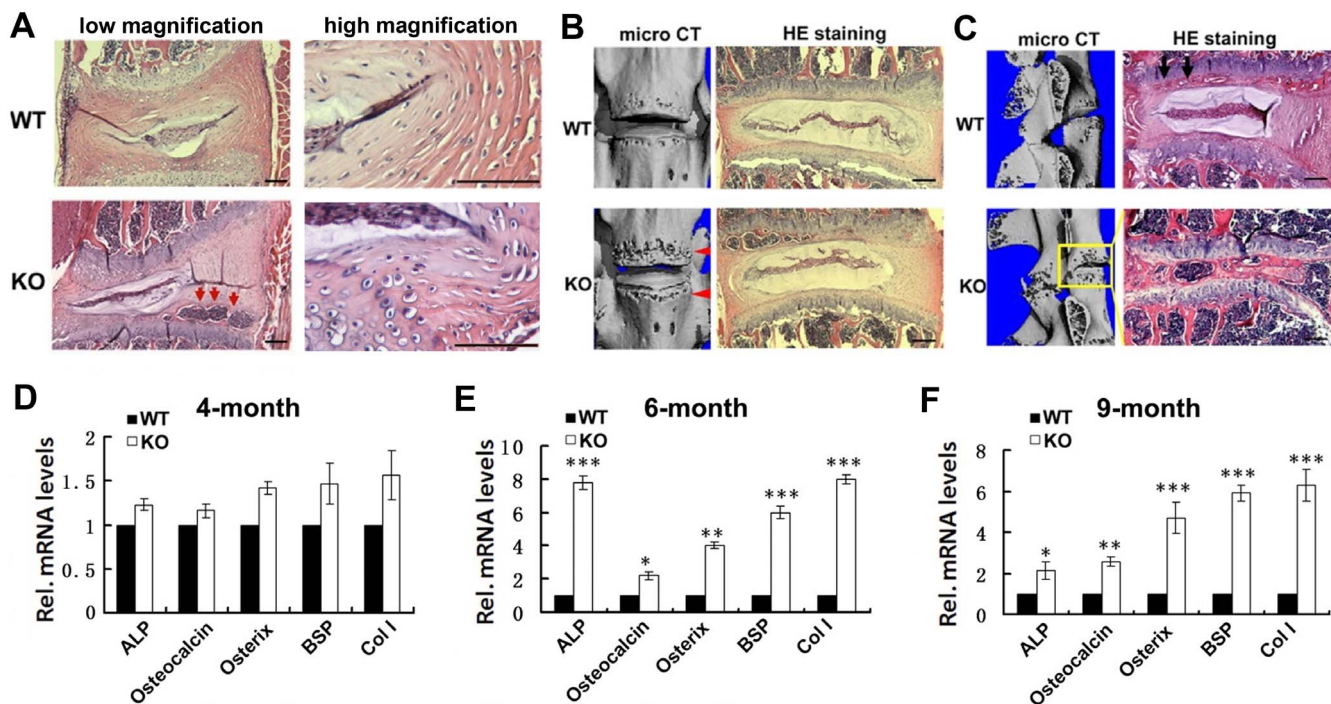 A
low magnification
high magnification
WT
KO
B
micro CT
HE staining
WT
KO
C
micro CT
HE staining
WT
KO
D
4-month
WT
KO
Rel. mRNA levels
2
1.5
1
0.5
0
ALP
Osteocalcin
Osterix
BSP
Col I
E
6-month
WT
KO
Rel. mRNA levels
10
8
6
4
2
0
***
*
**
***
***
ALP
Osteocalcin
Osterix
BSP
Col I
F
9-month
WT
KO
Rel. mRNA levels
8
6
4
2
0
*
**
***
***
***
ALP
Osteocalcin
Osterix
BSP
Col I